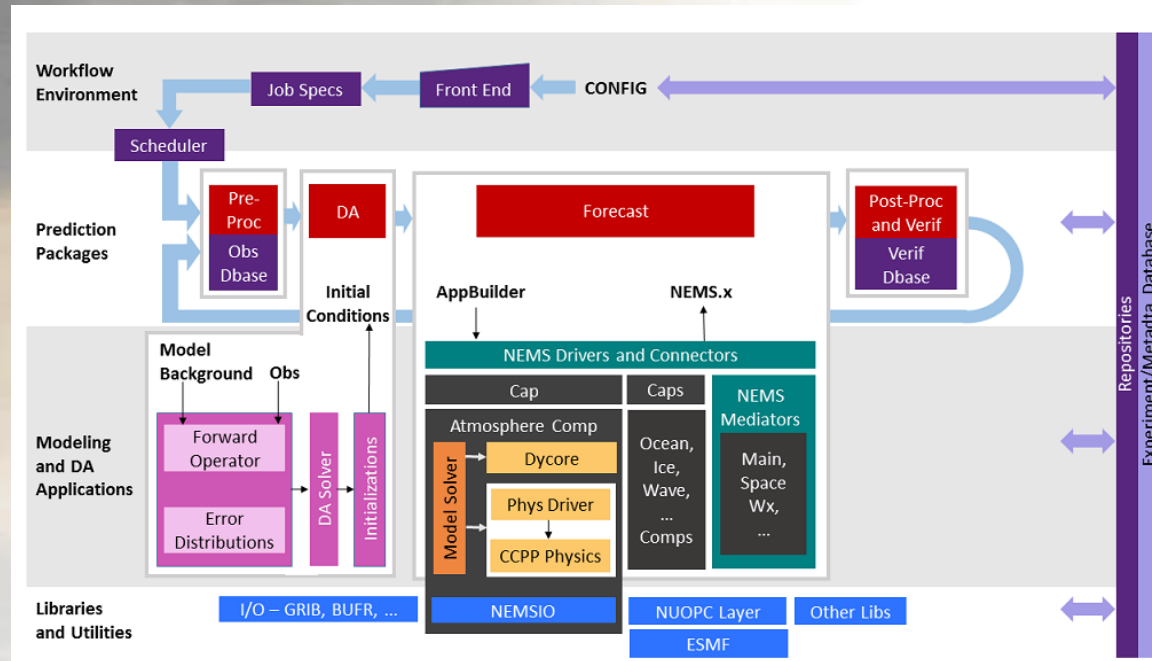 Workflow
Environment
Job Specs
Front End
CONFIG
Scheduler
Prediction
Packages
Pre-
Proc
Obs
Dbase
DA
Forecast
Post-Proc
and Verif
Verif
Dbase
Initial
Conditions
AppBuilder
NEMS.x
Modeling
and DA
Applications
Model
Background
Obs
Forward
Operator
Error
Distributions
DA Solver
Initializations
NEMS Drivers and Connectors
Cap
Caps
NEMS
Mediators
Atmosphere Comp
Model Solver
Dycore
Phys Driver
CCPP Physics
Ocean,
Ice,
Wave,
...
Comps
Main,
Space
Wx,
...
Libraries
and Utilities
I/O – GRIB, BUFR, ...
NEMSIO
NUOPC Layer
Other Libs
ESMF
Repositories
Experiment/Metadta Database